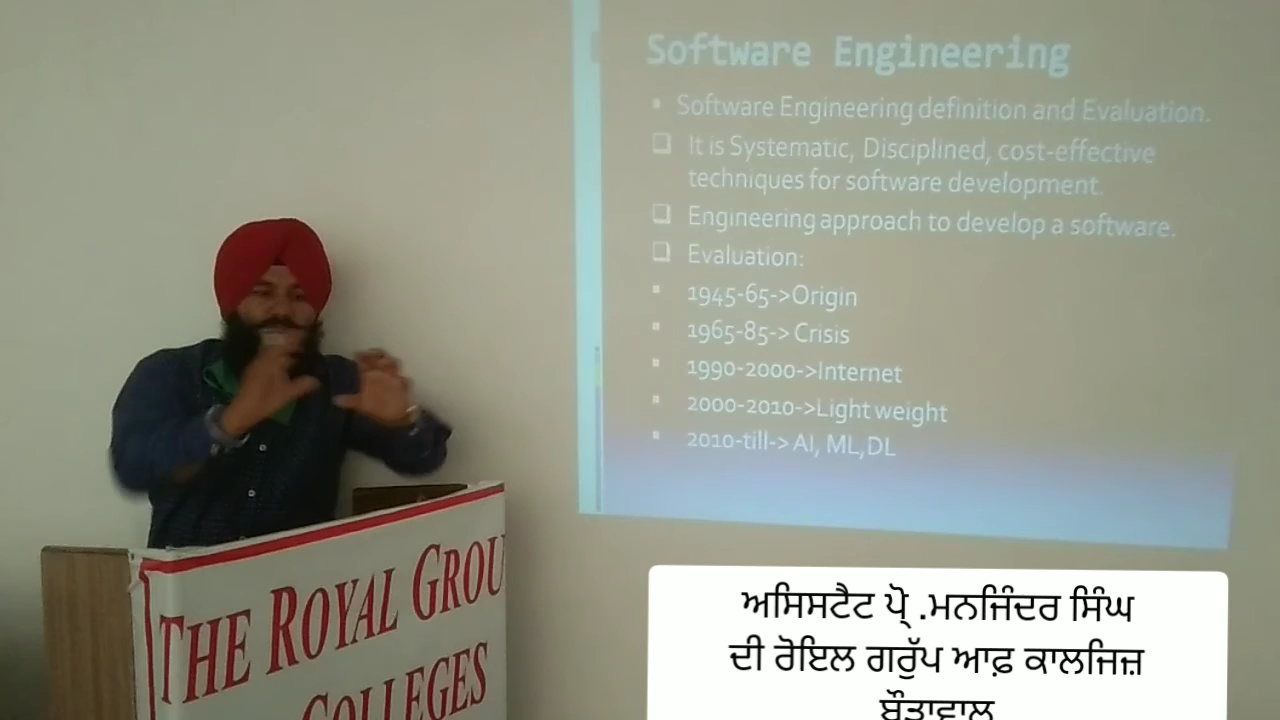 Software Engineering
Software Engineering definition and Evaluation.
It is Systematic, Disciplined, cost-effective
techniques for software development.
Engineering approach to develop a software.
Evaluation:
1945-65->Origin
1965-85-> Crisis
1990-2000->Internet
2000-2010->Light weight
2010-till-> AI, ML,DL
THE ROYAL GROU
COLLEGES
ਅਸਿਸਟੈਟ ਪ੍ਰੋ .ਮਨਜਿੰਦਰ ਸਿੰਘ
ਦੀ ਰੋਇਲ ਗਰੁੱਪ ਆਫ਼ ਕਾਲਜਿਜ਼